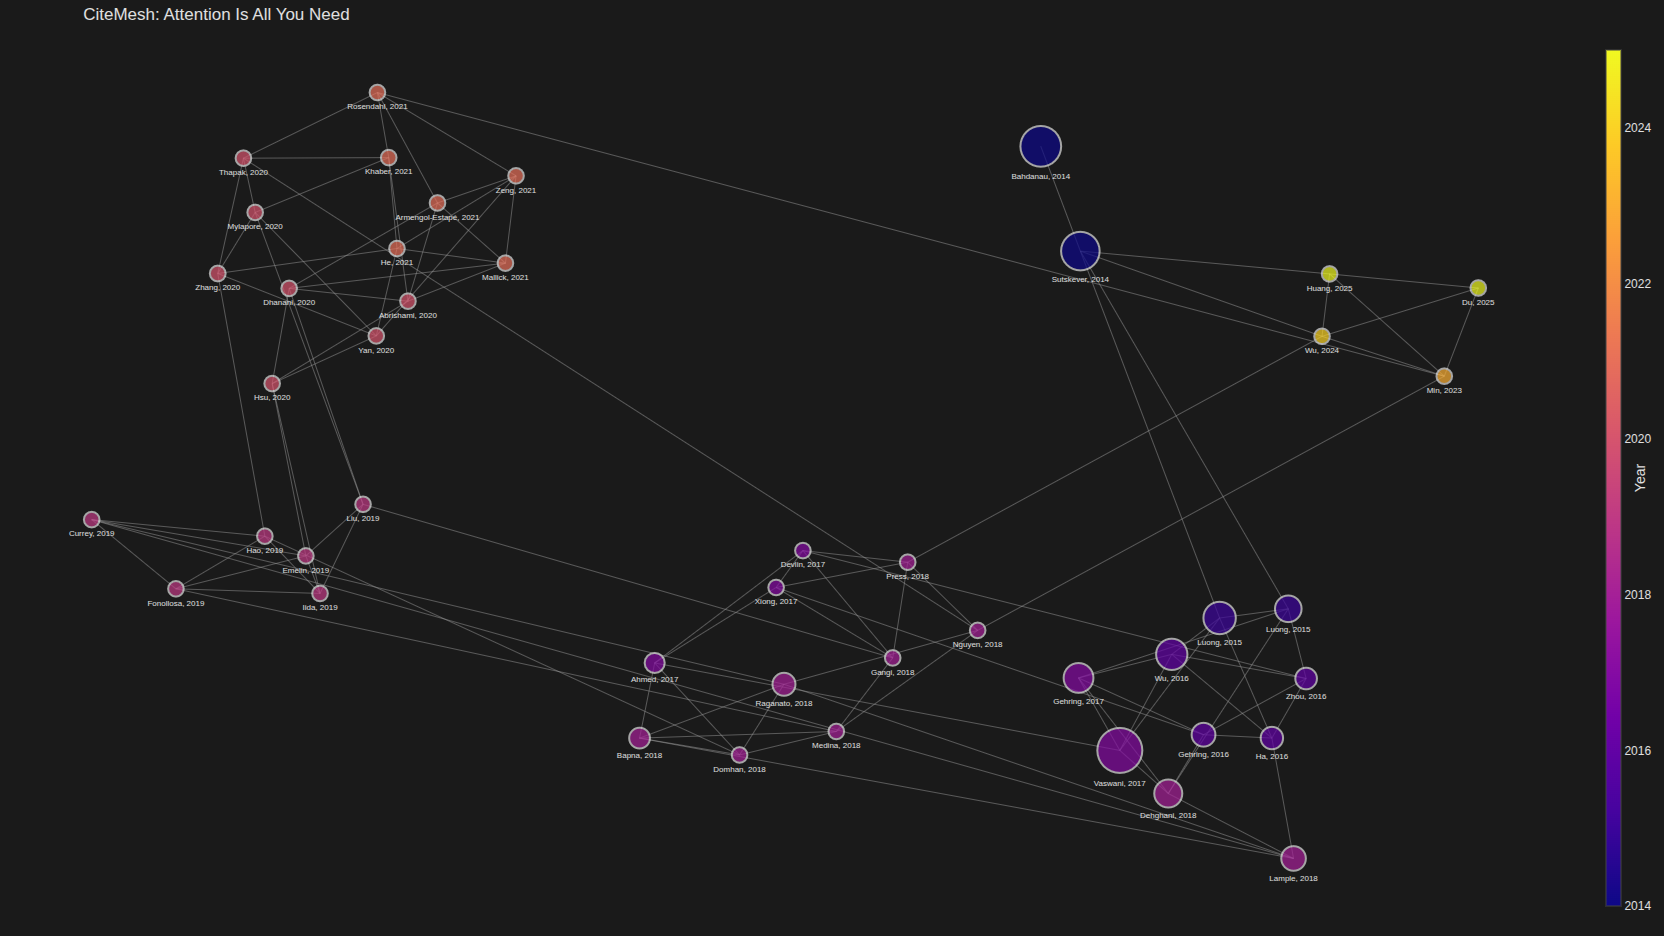 CiteMesh: Attention Is All You Need
Rosendahl, 2021
Thapak, 2020
Khaber, 2021
Zeng, 2021
Mylapore, 2020
Armengol-Estape, 2021
He, 2021
Mallick, 2021
Zhang, 2020
Dhanani, 2020
Abrishami, 2020
Yan, 2020
Hsu, 2020
Bahdanau, 2014
Sutskever, 2014
Huang, 2025
Du, 2025
Wu, 2024
Min, 2023
Liu, 2019
Currey, 2019
Hao, 2019
Emelin, 2019
Fonollosa, 2019
Iida, 2019
Devlin, 2017
Press, 2018
Xiong, 2017
Nguyen, 2018
Gangi, 2018
Ahmed, 2017
Raganato, 2018
Medina, 2018
Bapna, 2018
Domhan, 2018
Luong, 2015
Luong, 2015
Wu, 2016
Zhou, 2016
Gehring, 2017
Gehring, 2016
Ha, 2016
Vaswani, 2017
Dehghani, 2018
Lample, 2018
2024
2022
2020
Year
2018
2016
2014